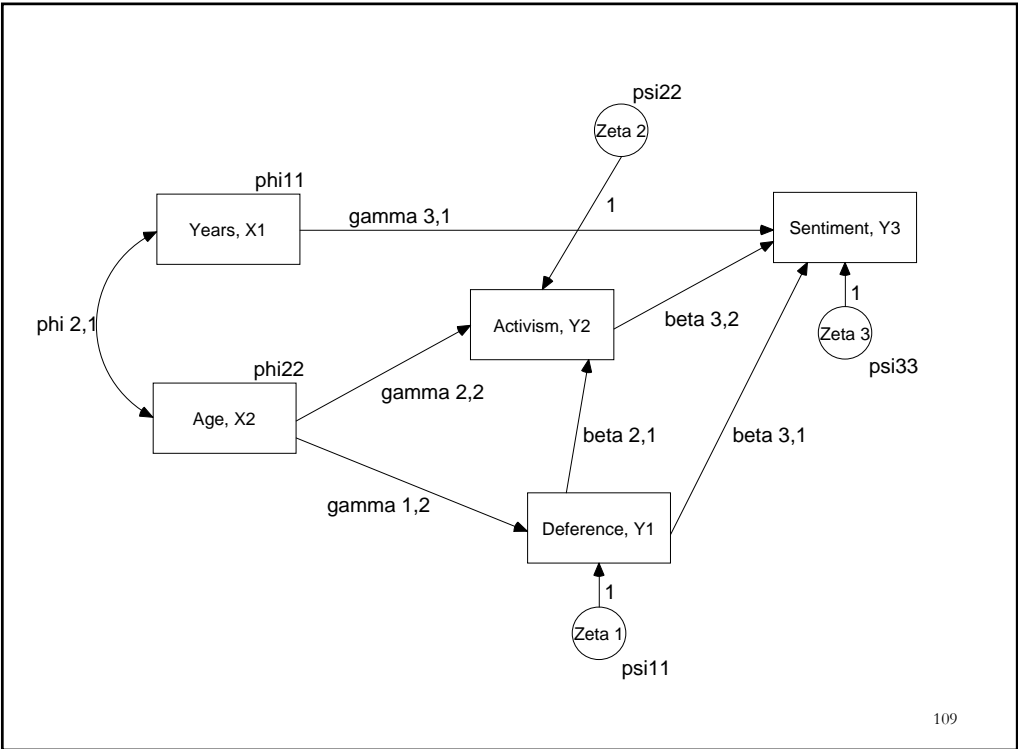 psi22
Zeta 2
phi11
Years, X1
gamma 3,1
1
Sentiment, Y3
phi 2,1
Activism, Y2
beta 3,2
1
Zeta 3
psi33
phi22
Age, X2
gamma 2,2
beta 2,1
beta 3,1
gamma 1,2
Deference, Y1
1
Zeta 1
psi11
109